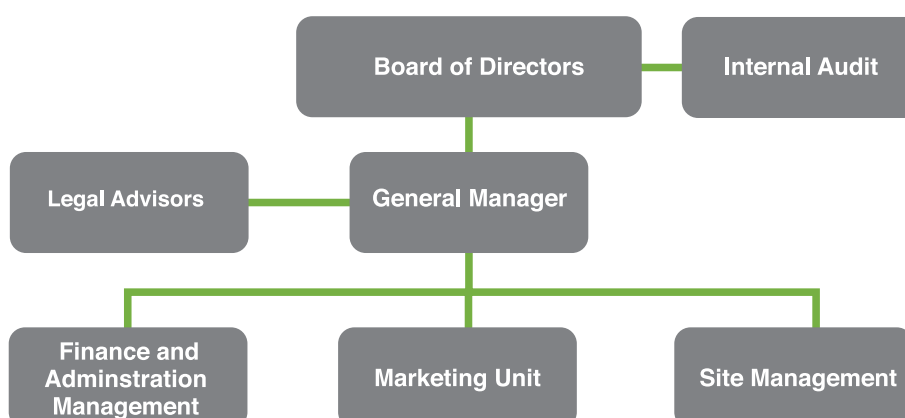 Board of Directors
Internal Audit
Legal Advisors
General Manager
Finance and
Adminstration
Management
Marketing Unit
Site Management